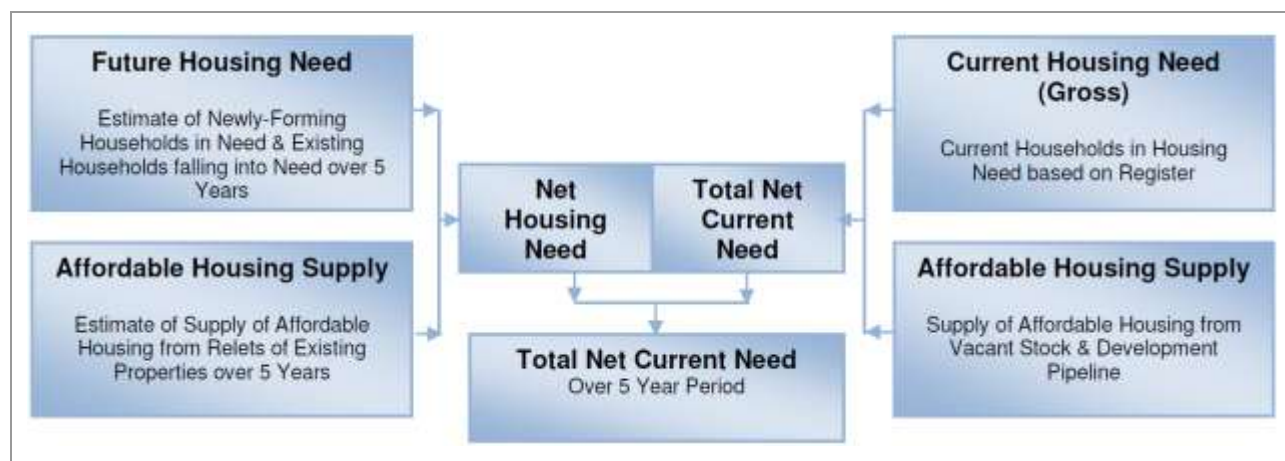 Future Housing Need
Estimate of Newly-Forming
Households in Need & Existing
Households falling into Need over 5
Years
Affordable Housing Supply
Estimate of Supply of Affordable
Housing from Relets of Existing
Properties over 5 Years
Net
Housing
Need
Total Net
Current
Need
Total Net Current Need
Over 5 Year Period
Current Housing Need
(Gross)
Current Households in Housing
Need based on Register
Affordable Housing Supply
Supply of Affordable Housing from
Vacant Stock & Development
Pipeline